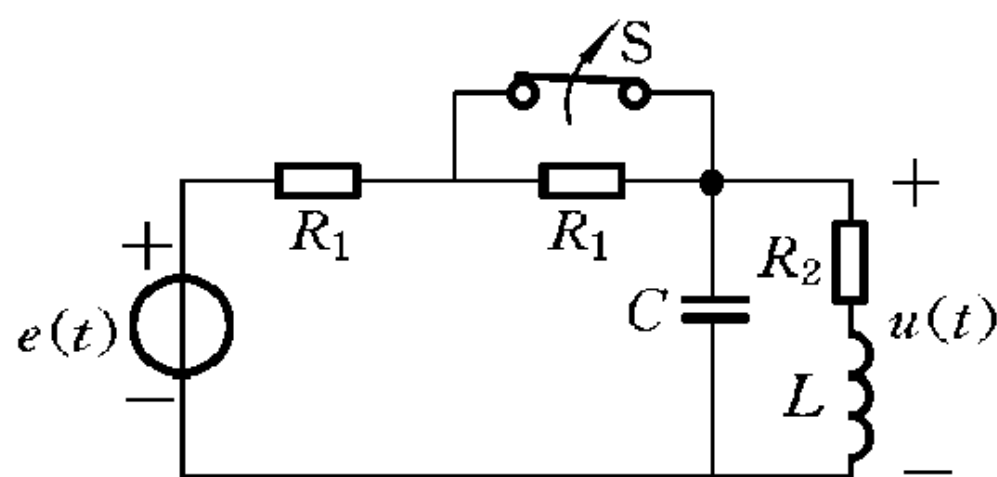 S
+
R₁
R₁
+
R₂
C
e(t)
u(t)
L
−
−